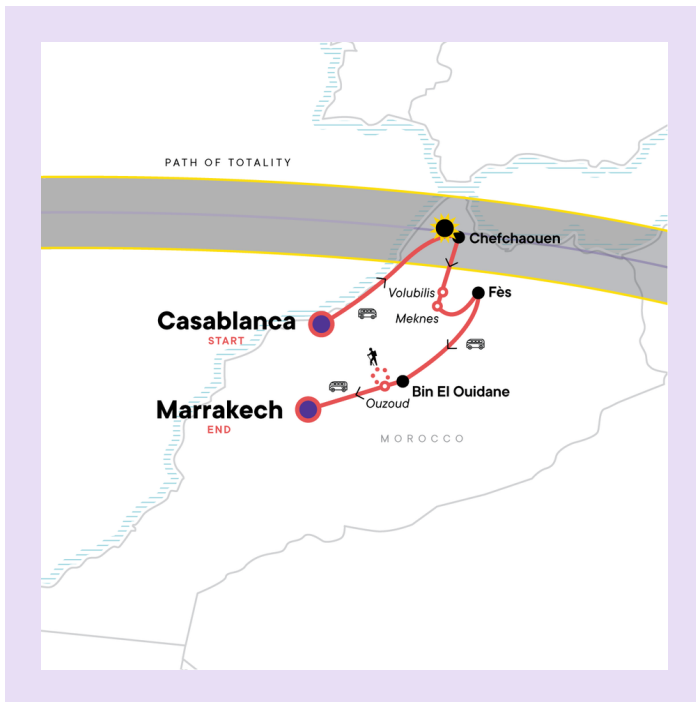 PATH OF TOTALITY
Chefchaouen
Volubilis
Fès
Meknes
Casablanca
START
Bin El Ouidane
Ouzoud
Marrakech
END
MOROCCO